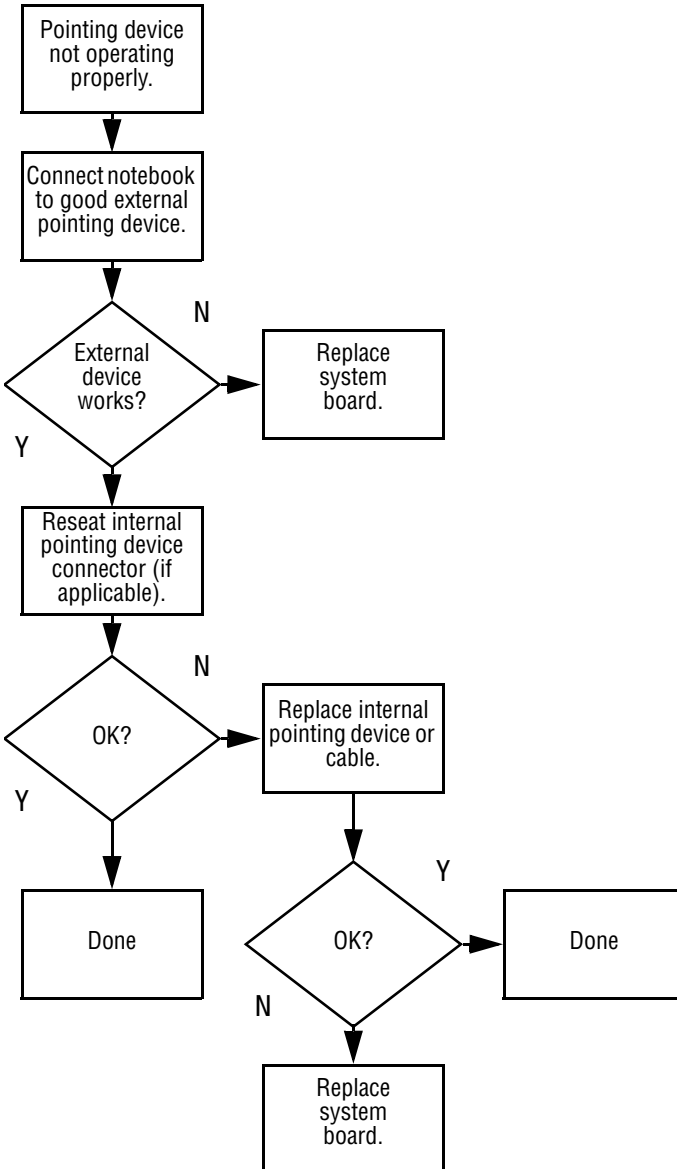 Pointing device
not operating
properly.
Connect notebook
to good external
pointing device.
N
External
device
works?
Replace
system
board.
Y
Reseat internal
pointing device
connector (if
applicable).
N
OK?
Replace internal
pointing device or
cable.
Y
Y
Done
OK?
Done
N
Replace
system
board.